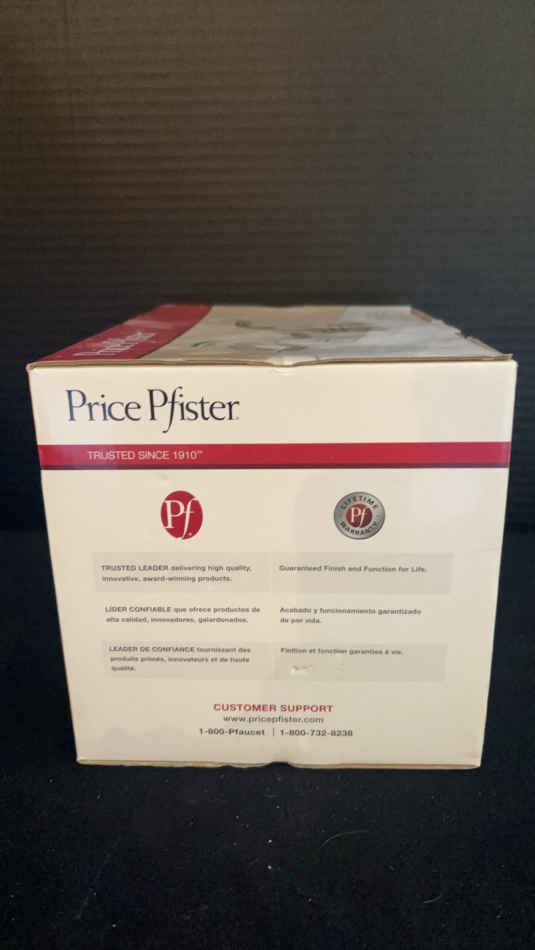 Price Pfister
TRUSTED SINCE 1910™
Pf
LIFETIME
Pf
WARRANTY
TRUSTED LEADER delivering high quality,
innovative, award-winning products.
Guaranteed Finish and Function for Life.
LÍDER CONFIABLE que ofrece productos de
alta calidad, innovadores, galardonados.
Acabado y funcionamiento garantizado
de por vida.
LEADER DE CONFIANCE fournissant des
produits primés, innovateurs et de haute
qualité.
Finition et fonction garanties à vie.
CUSTOMER SUPPORT
www.pricepfister.com
1-800-Pfaucet | 1-800-732-8238